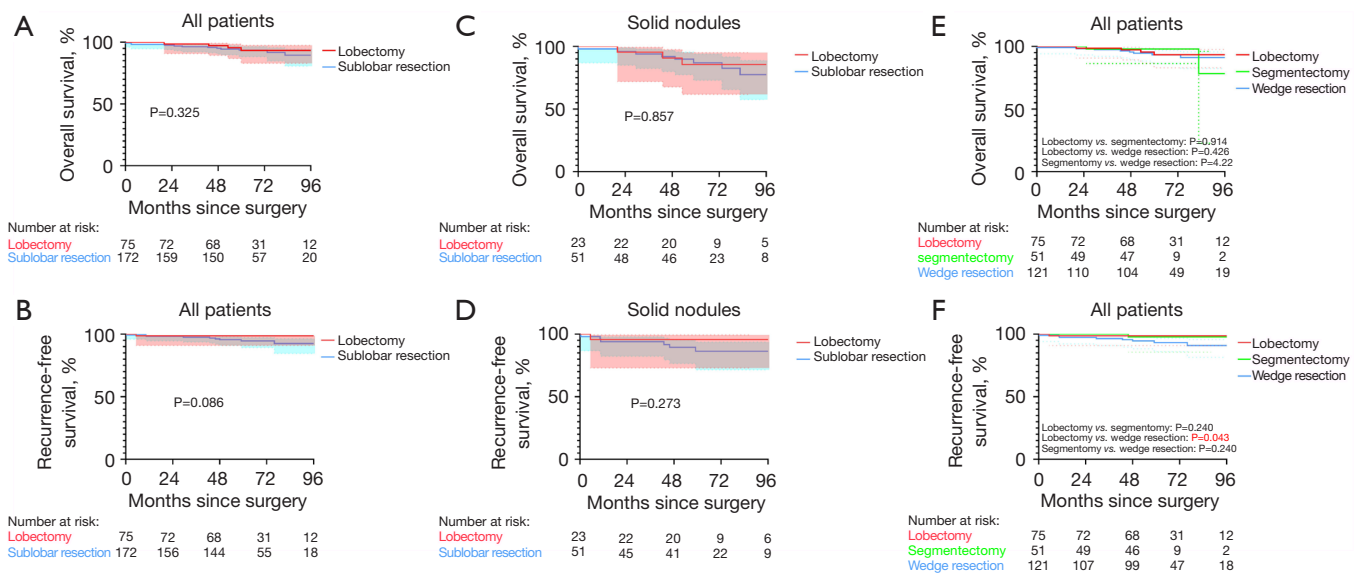 A
All patients
100
50
0
Overall survival, %
Lobectomy
Sublobar resection
P=0.325
0 24 48 72 96
Months since surgery
Number at risk:
Lobectomy 75 72 68 31 12
Sublobar resection 172 159 150 57 20
C
Solid nodules
100
50
0
Overall survival, %
Lobectomy
Sublobar resection
P=0.857
0 24 48 72 96
Months since surgery
Number at risk:
Lobectomy 23 22 20 9 5
Sublobar resection 51 48 46 23 8
E
All patients
100
50
0
Overall survival, %
Lobectomy
Segmentectomy
Wedge resection
Lobectomy vs. segmentectomy: P=0.914
Lobectomy vs. wedge resection: P=0.426
Segmentomy vs. wedge resection: P=4.22
0 24 48 72 96
Months since surgery
Number at risk:
Lobectomy 75 72 68 31 12
segmentectomy 51 49 47 9 2
Wedge resection 121 110 104 49 19
B
All patients
100
50
0
Recurrence-free
survival, %
Lobectomy
Sublobar resection
P=0.086
0 24 48 72 96
Months since surgery
Number at risk:
Lobectomy 75 72 68 31 12
Sublobar resection 172 156 144 55 18
D
Solid nodules
100
50
0
Recurrence-free
survival, %
Lobectomy
Sublobar resection
P=0.273
0 24 48 72 96
Months since surgery
Number at risk:
Lobectomy 23 22 20 9 6
Sublobar resection 51 45 41 22 9
F
All patients
100
50
0
Recurrence-free
survival, %
Lobectomy
Segmentectomy
Wedge resection
Lobectomy vs. segmentomy: P=0.240
Lobectomy vs. wedge resection: P=0.043
Segmentomy vs. wedge resection: P=0.240
0 24 48 72 96
Months since surgery
Number at risk:
Lobectomy 75 72 68 31 12
Segmentectomy 51 49 46 9 2
Wedge resection 121 107 99 47 18